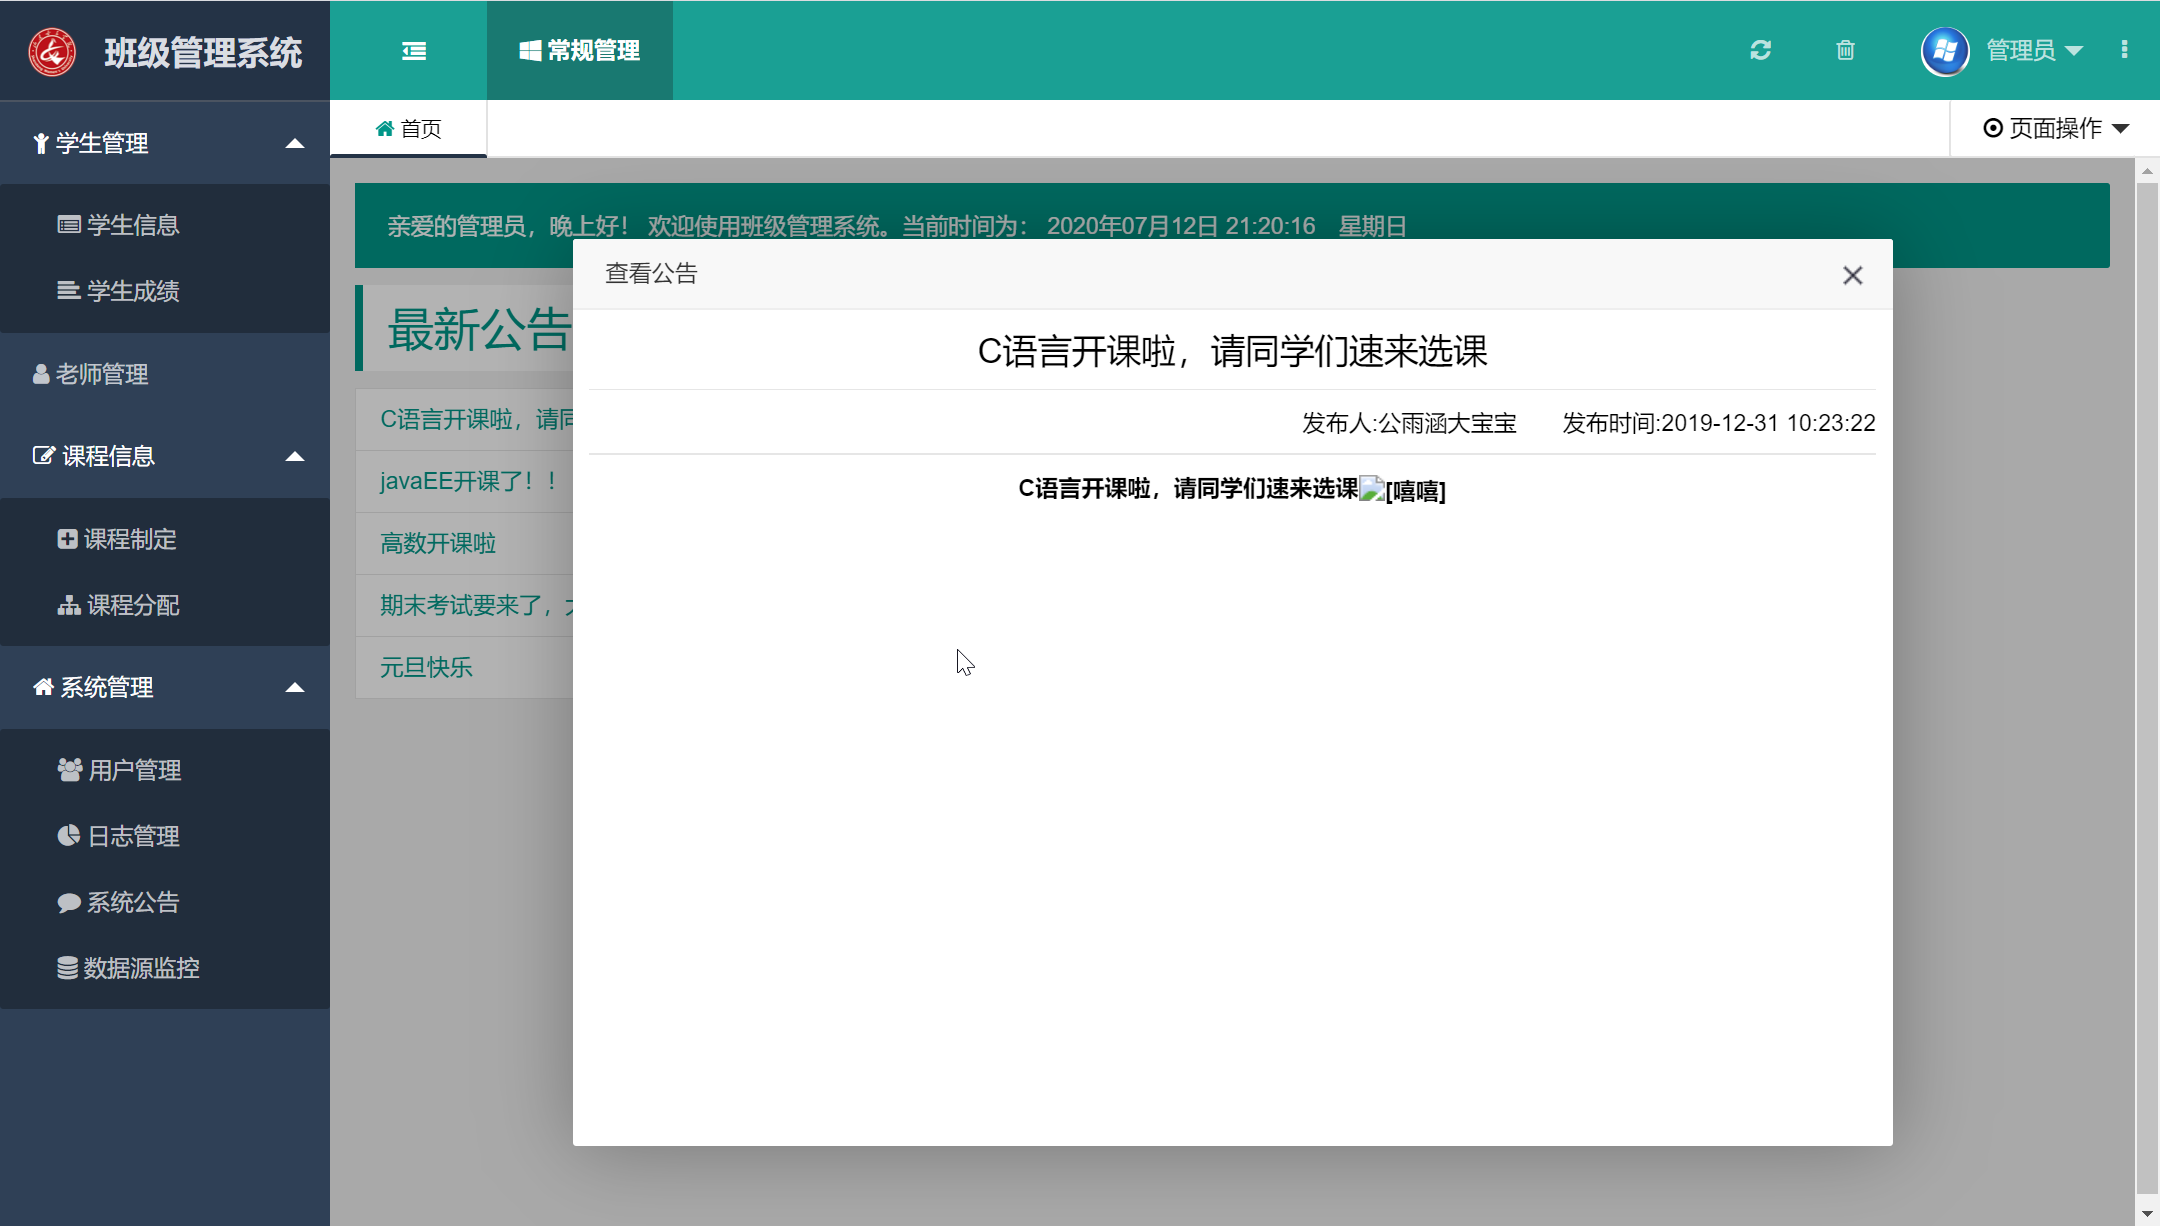 班级管理系统
常规管理
管理员
首页
页面操作
学生管理
学生信息
学生成绩
老师管理
课程信息
课程制定
课程分配
系统管理
用户管理
日志管理
系统公告
数据源监控
亲爱的管理员，晚上好！ 欢迎使用班级管理系统。当前时间为： 2020年07月12日 21:20:16 星期日
最新公告
C语言开课啦，请同
javaEE开课了！！
高数开课啦
期末考试要来了，
元旦快乐
查看公告
C语言开课啦，请同学们速来选课
发布人:公雨涵大宝宝 发布时间:2019-12-31 10:23:22
C语言开课啦，请同学们速来选课[嘻嘻]